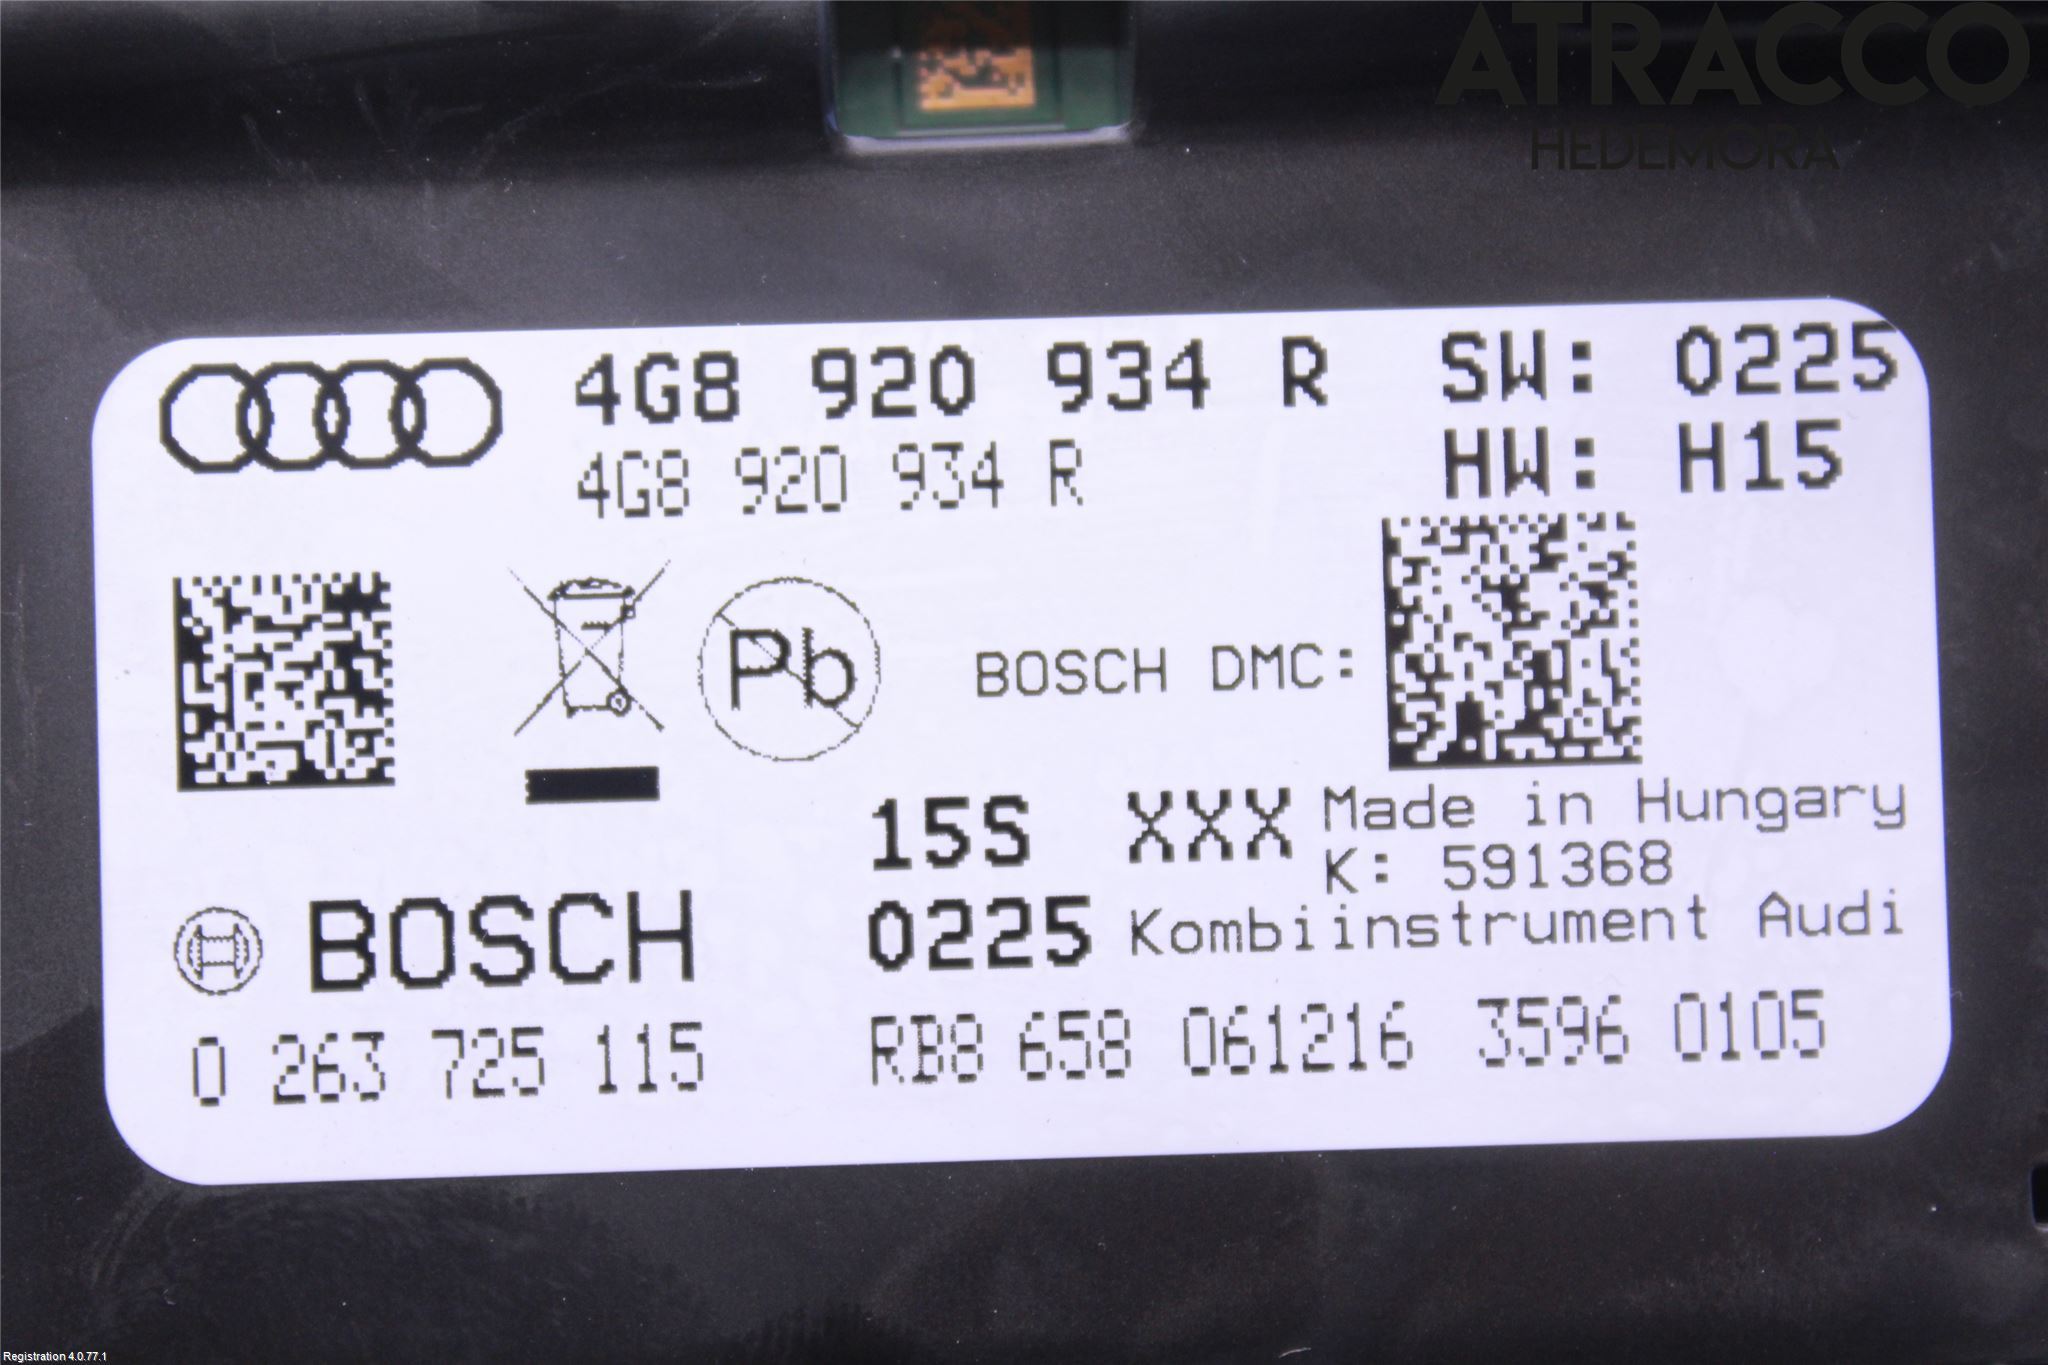 ATRACCO
HEDEMORA
4G8 920 934 R SW: 0225
4G8 920 934 R HW: H15
Pb
BOSCH DMC:
15S XXX Made in Hungary
K: 591368
BOSCH 0225 Kombiinstrument Audi
0 263 725 115 RB8 658 061216 3596 0105
Registration 4.0.77.1